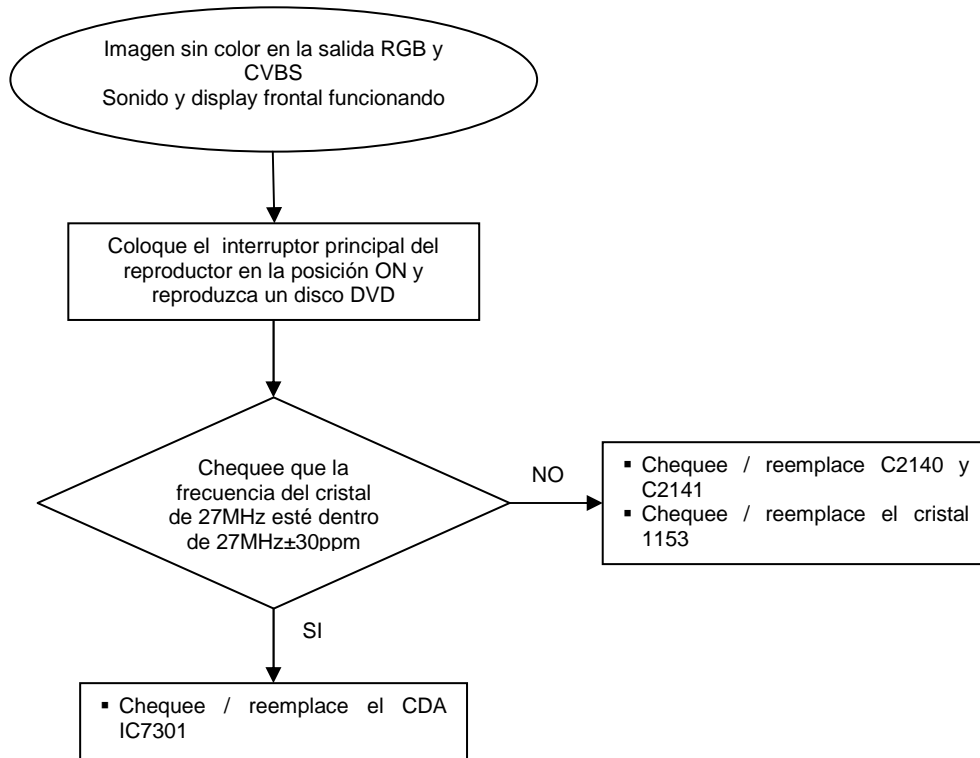 Imagen sin color en la salida RGB y
CVBS
Sonido y display frontal funcionando
Coloque el interruptor principal del
reproductor en la posición ON y
reproduzca un disco DVD
Chequee que la
frecuencia del cristal
de 27MHz esté dentro
de 27MHz±30ppm
NO
▪ Chequee / reemplace C2140 y
C2141
▪ Chequee / reemplace el cristal
1153
SI
▪ Chequee / reemplace el CDA
IC7301